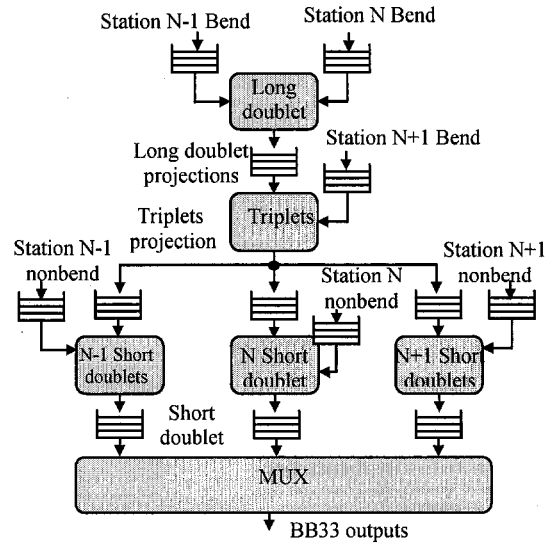 Station N-1 Bend
Station N Bend
Long
doublet
Station N+1 Bend
Long doublet
projections
Triplets
projection
Triplets
Station N-1
nonbend
Station N
nonbend
Station N+1
nonbend
N-1 Short
doublets
N Short
doublet
N+1 Short
doublets
Short
doublet
MUX
BB33 outputs